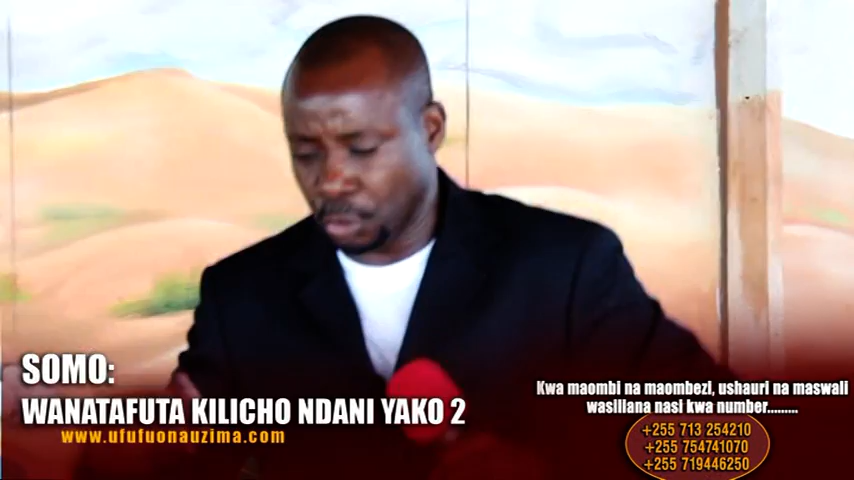 SOMO:
WANATAFUTA KILICHO NDANI YAKO 2
www.ufufuonauzima.com
Kwa maombi na maombezi, ushauri na maswali
wasiliana nasi kwa number.........
+255 713 254210
+255 754741070
+255 719446250